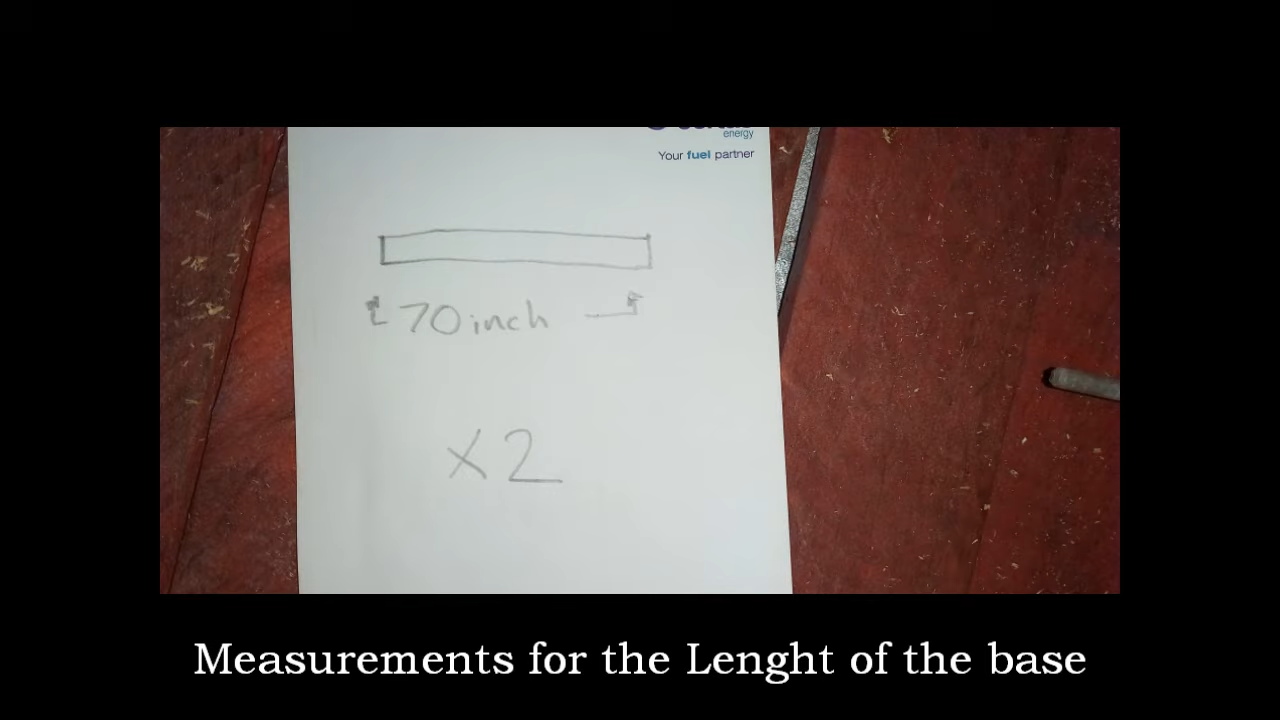 energy
Your fuel partner
70 inch
x2
Measurements for the Lenght of the base